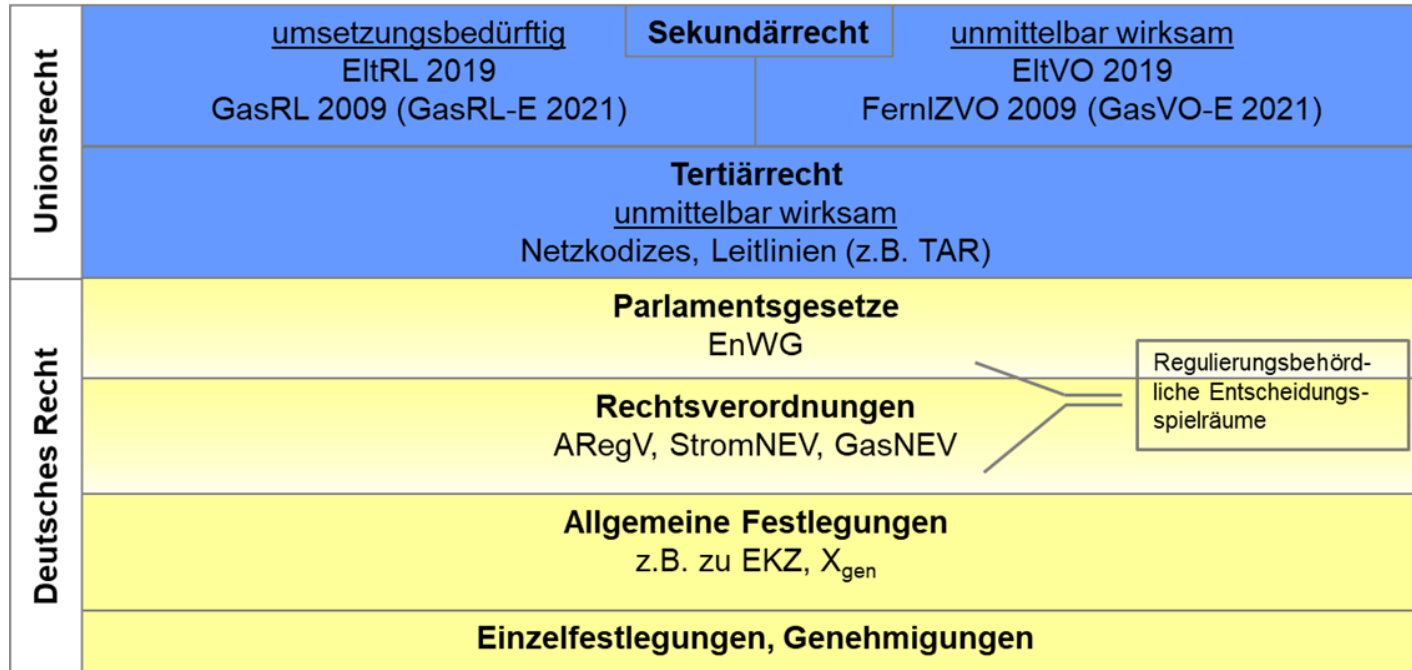 Unionsrecht
Sekundärrecht
umsetzungsbedürftig
EltRL 2019
GasRL 2009 (GasRL-E 2021)
unmittelbar wirksam
EltVO 2019
FernlZVO 2009 (GasVO-E 2021)
Tertiärrecht
unmittelbar wirksam
Netzkodizes, Leitlinien (z.B. TAR)
Deutsches Recht
Parlamentsgesetze
EnWG
Rechtsverordnungen
ARegV, StromNEV, GasNEV
Regulierungsbehörd-
liche Entscheidungs-
spielräume
Allgemeine Festlegungen
z.B. zu EKZ, Xgen
Einzelfestlegungen, Genehmigungen